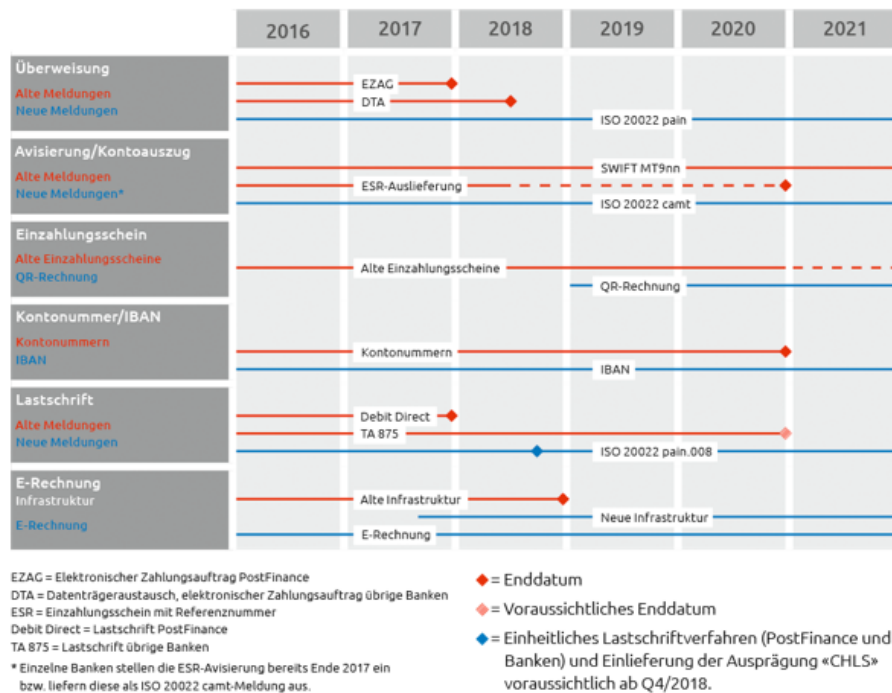 2016 2017 2018 2019 2020 2021
Überweisung
Alte Meldungen
Neue Meldungen
EZAG
DTA
ISO 20022 pain
Avisierung/Kontoauszug
Alte Meldungen
Neue Meldungen*
SWIFT MT9nn
ESR-Auslieferung
ISO 20022 camt
Einzahlungsschein
Alte Einzahlungsscheine
QR-Rechnung
Alte Einzahlungsscheine
QR-Rechnung
Kontonummer/IBAN
Kontonummern
IBAN
Kontonummern
IBAN
Lastschrift
Alte Meldungen
Neue Meldungen
Debit Direct
TA 875
ISO 20022 pain.008
E-Rechnung
Infrastruktur
E-Rechnung
Alte Infrastruktur
Neue Infrastruktur
E-Rechnung
EZAG = Elektronischer Zahlungsauftrag PostFinance
DTA = Datenträgeraustausch, elektronischer Zahlungsauftrag übrige Banken
ESR = Einzahlungsschein mit Referenznummer
Debit Direct = Lastschrift PostFinance
TA 875 = Lastschrift übrige Banken
* Einzelne Banken stellen die ESR-Avisierung bereits Ende 2017 ein
bzw. liefern diese als ISO 20022 camt-Meldung aus.
= Enddatum
= Voraussichtliches Enddatum
= Einheitliches Lastschriftverfahren (PostFinance und
Banken) und Einlieferung der Ausprägung «CHLS»
voraussichtlich ab Q4/2018.